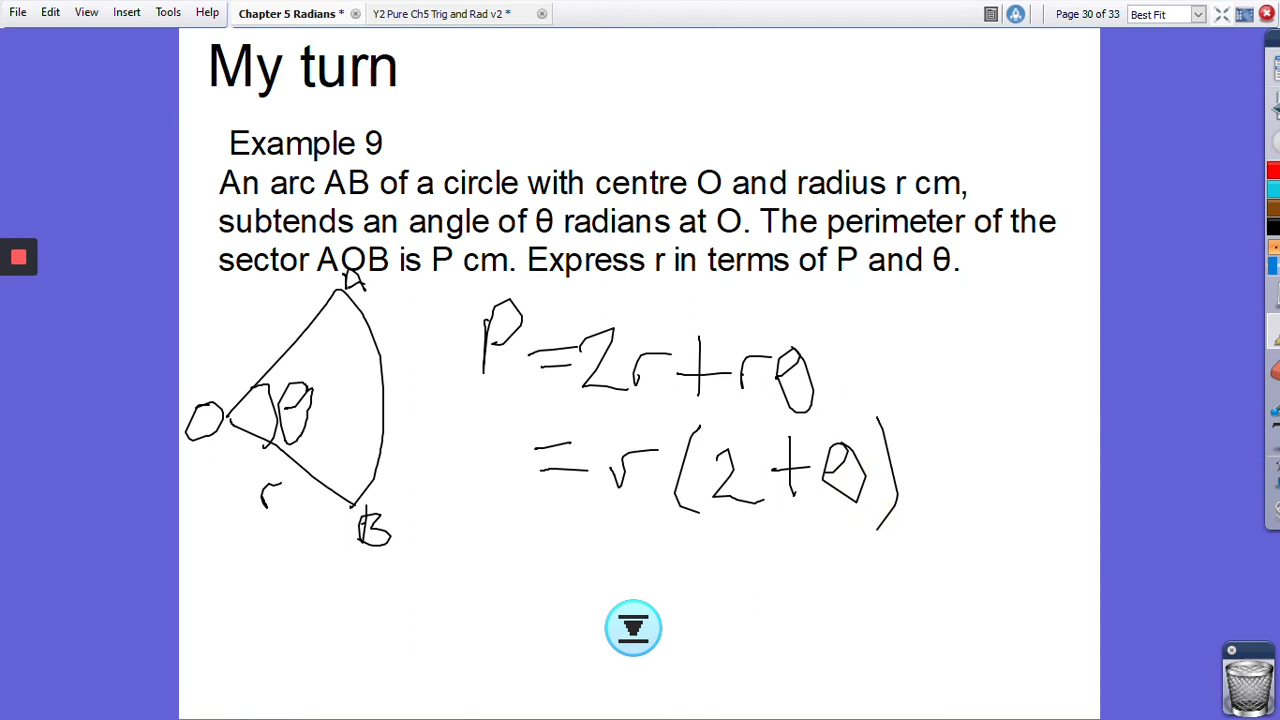 File Edit View Insert Tools Help Chapter 5 Radians * Y2 Pure Ch5 Trig and Rad v2 * Page 30 of 33 Best Fit
My turn
Example 9
An arc AB of a circle with centre O and radius r cm,
subtends an angle of θ radians at O. The perimeter of the
sector AOB is P cm. Express r in terms of P and θ.
A
P = 2r + rθ
O θ
= r(2 + θ)
r
B